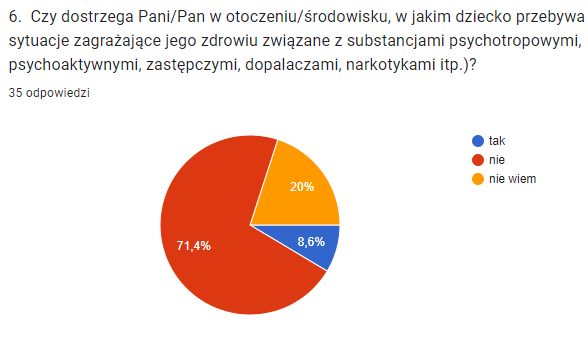 6. Czy dostrzega Pani/Pan w otoczeniu/środowisku, w jakim dziecko przebywa
sytuacje zagrażające jego zdrowiu związane z substancjami psychotropowymi,
psychoaktywnymi, zastępczymi, dopalaczami, narkotykami itp.)?
35 odpowiedzi
tak
nie
nie wiem
20%
8,6%
71,4%